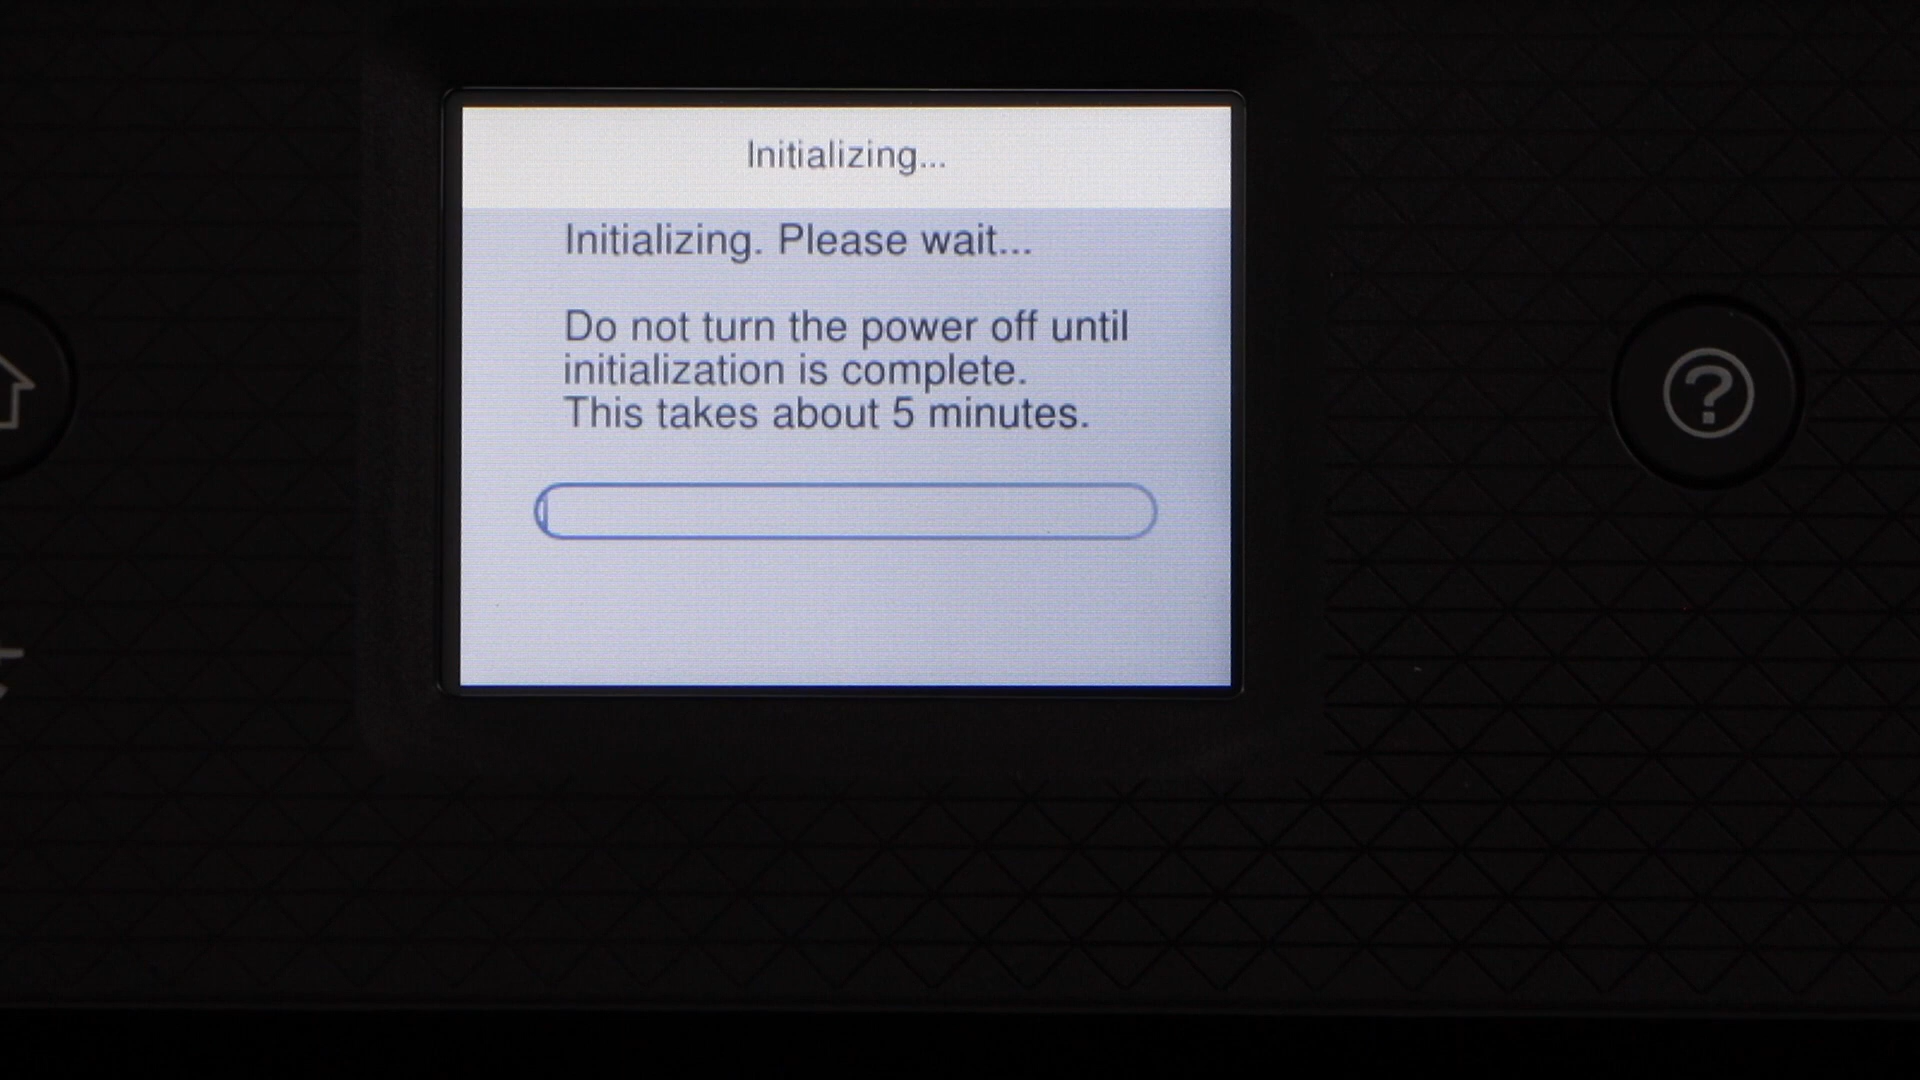 Initializing...
Initializing. Please wait...
Do not turn the power off until
initialization is complete.
This takes about 5 minutes.
?